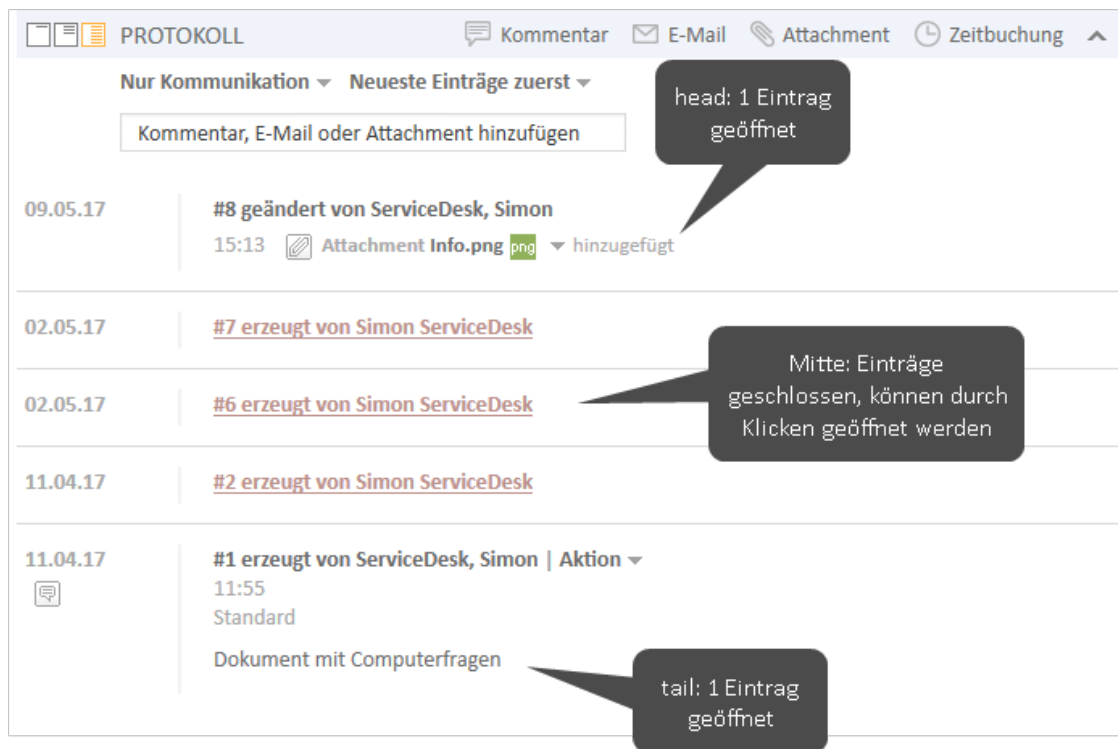 PROTOKOLL Kommentar E-Mail Attachment Zeitbuchung
Nur Kommunikation Neueste Einträge zuerst
head: 1 Eintrag
geöffnet
Kommentar, E-Mail oder Attachment hinzufügen
09.05.17 #8 geändert von ServiceDesk, Simon
15:13 Attachment Info.png png hinzugefügt
02.05.17 #7 erzeugt von Simon ServiceDesk
02.05.17 #6 erzeugt von Simon ServiceDesk
Mitte: Einträge
geschlossen, können durch
Klicken geöffnet werden
11.04.17 #2 erzeugt von Simon ServiceDesk
11.04.17 #1 erzeugt von ServiceDesk, Simon | Aktion
11:55
Standard
Dokument mit Computerfragen
tail: 1 Eintrag
geöffnet